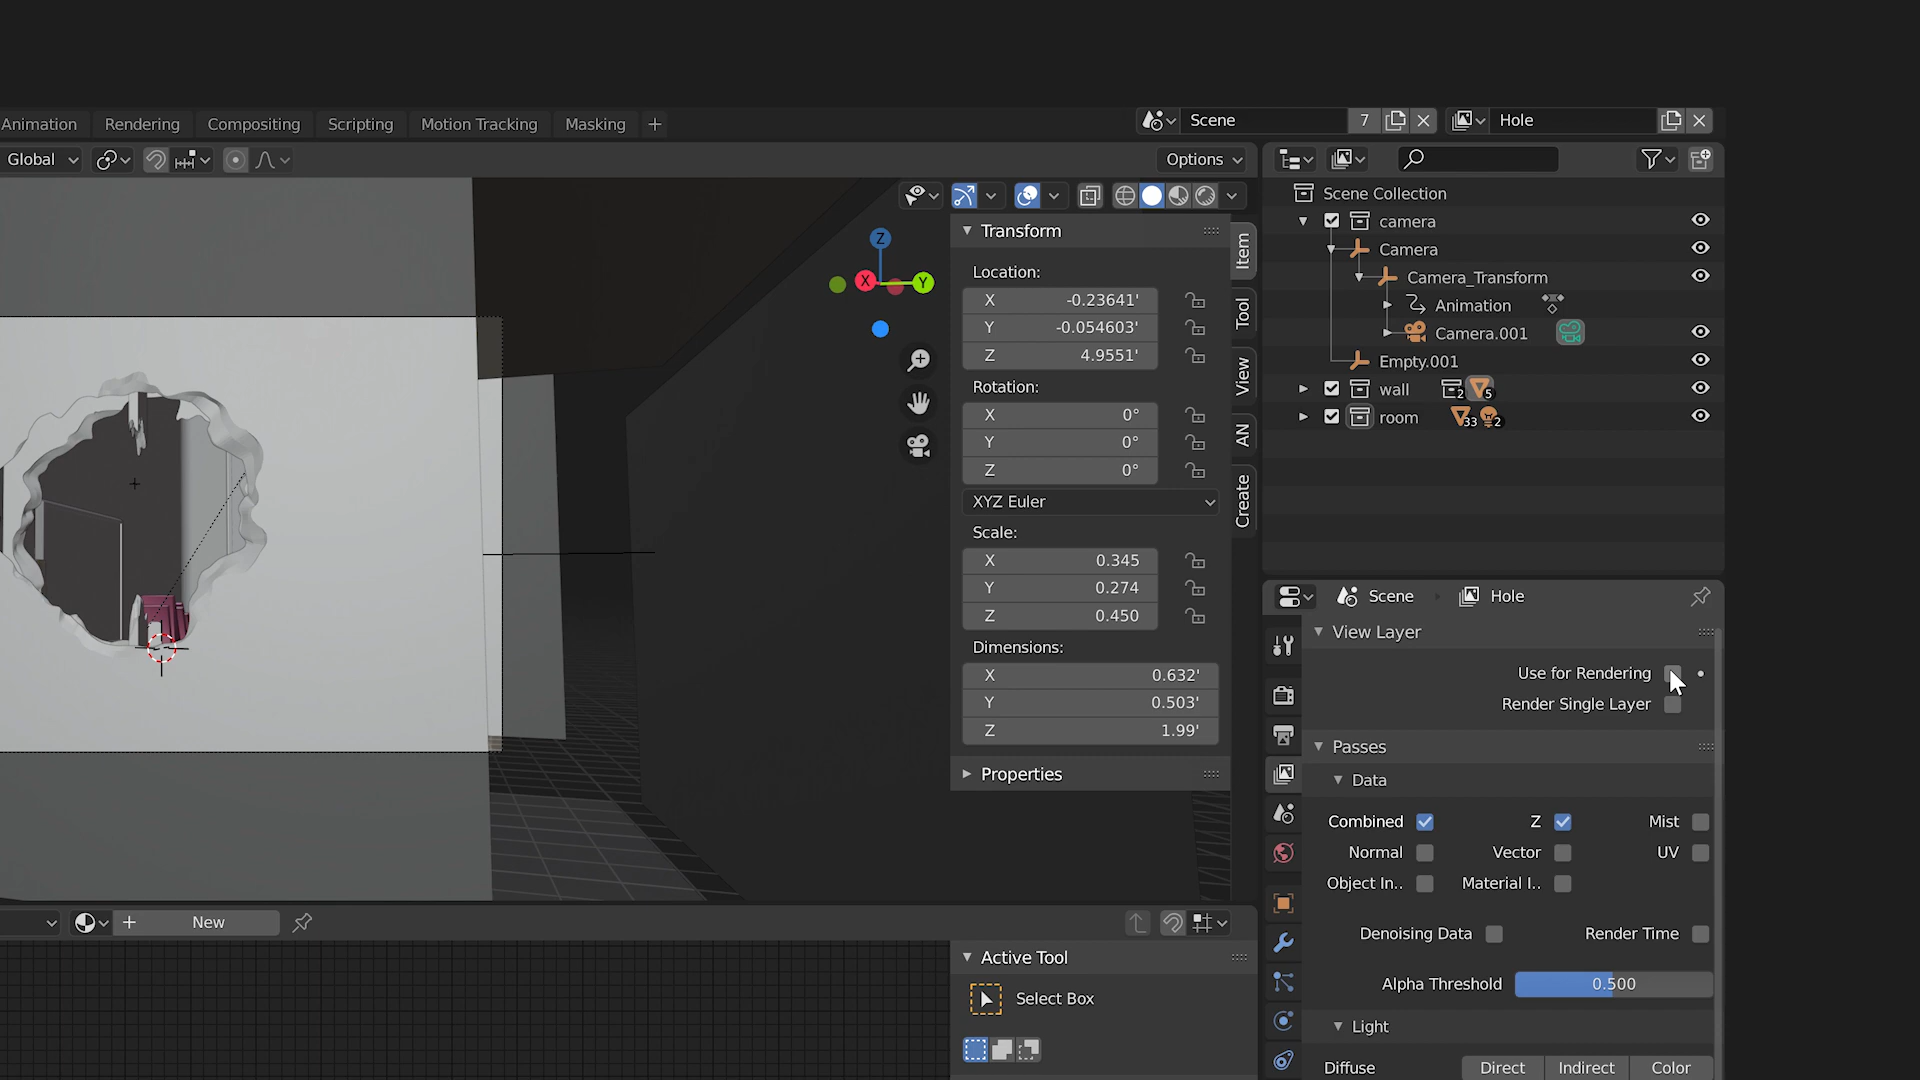 Animation Rendering Compositing Scripting Motion Tracking Masking + Scene 7 Hole
Global Options
Scene Collection
camera
Camera
Camera_Transform
Animation
Camera.001
Empty.001
wall 2 5
room 33 2
Z
X
Y
Transform
Location:
X -0.23641'
Y -0.054603'
Z 4.9551'
Rotation:
X 0°
Y 0°
Z 0°
XYZ Euler
Scale:
X 0.345
Y 0.274
Z 0.450
Dimensions:
X 0.632'
Y 0.503'
Z 1.99'
Properties
Item
Tool
View
AN
Create
Scene Hole
View Layer
Use for Rendering
Render Single Layer
Passes
Data
Combined Z Mist
Normal Vector UV
Object In.. Material I..
Denoising Data Render Time
Alpha Threshold 0.500
Light
Diffuse Direct Indirect Color
+ New
Active Tool
Select Box